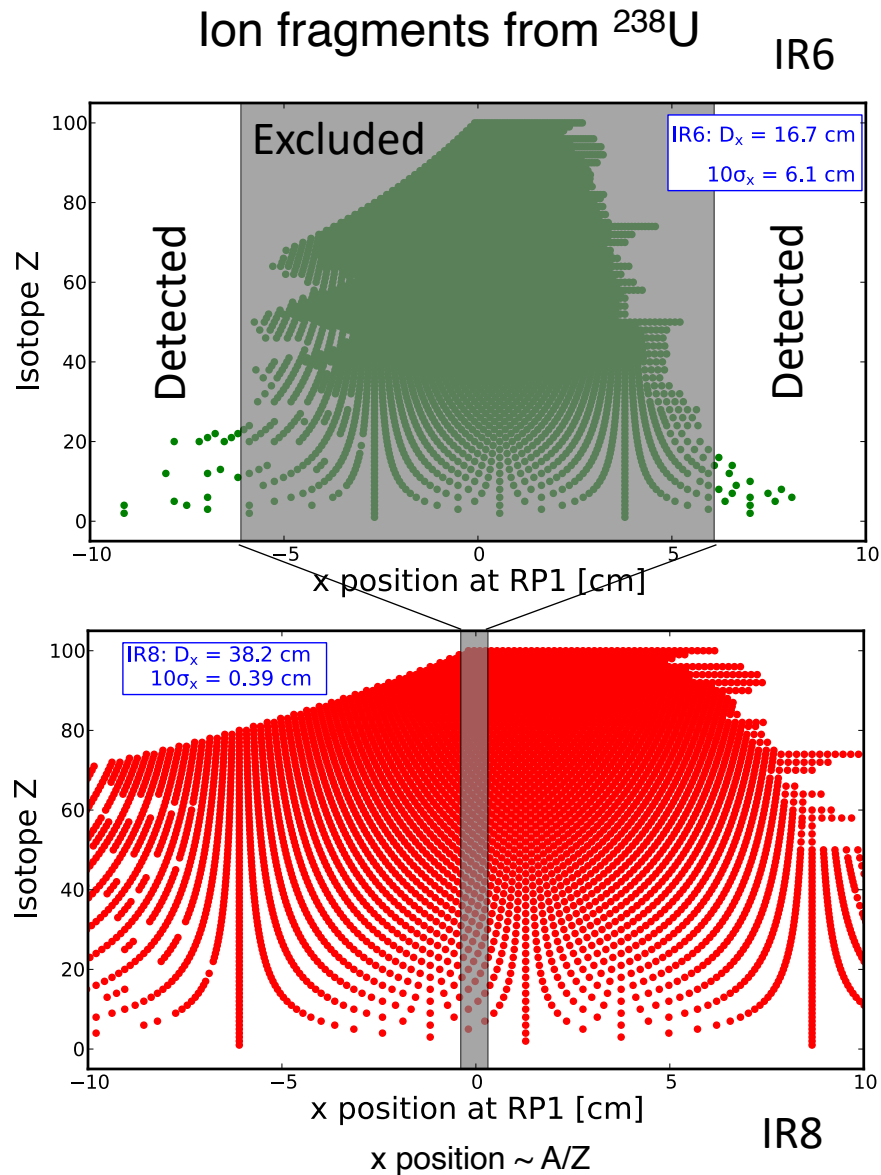 Ion fragments from ²³⁸U
IR6
Excluded
IR6: Dₓ = 16.7 cm
10σₓ = 6.1 cm
Detected
Detected
Isotope Z
100
80
60
40
20
0
−10
−5
0
5
10
x position at RP1 [cm]
IR8: Dₓ = 38.2 cm
10σₓ = 0.39 cm
Isotope Z
100
80
60
40
20
0
−10
−5
0
5
10
x position at RP1 [cm]
IR8
x position ~ A/Z